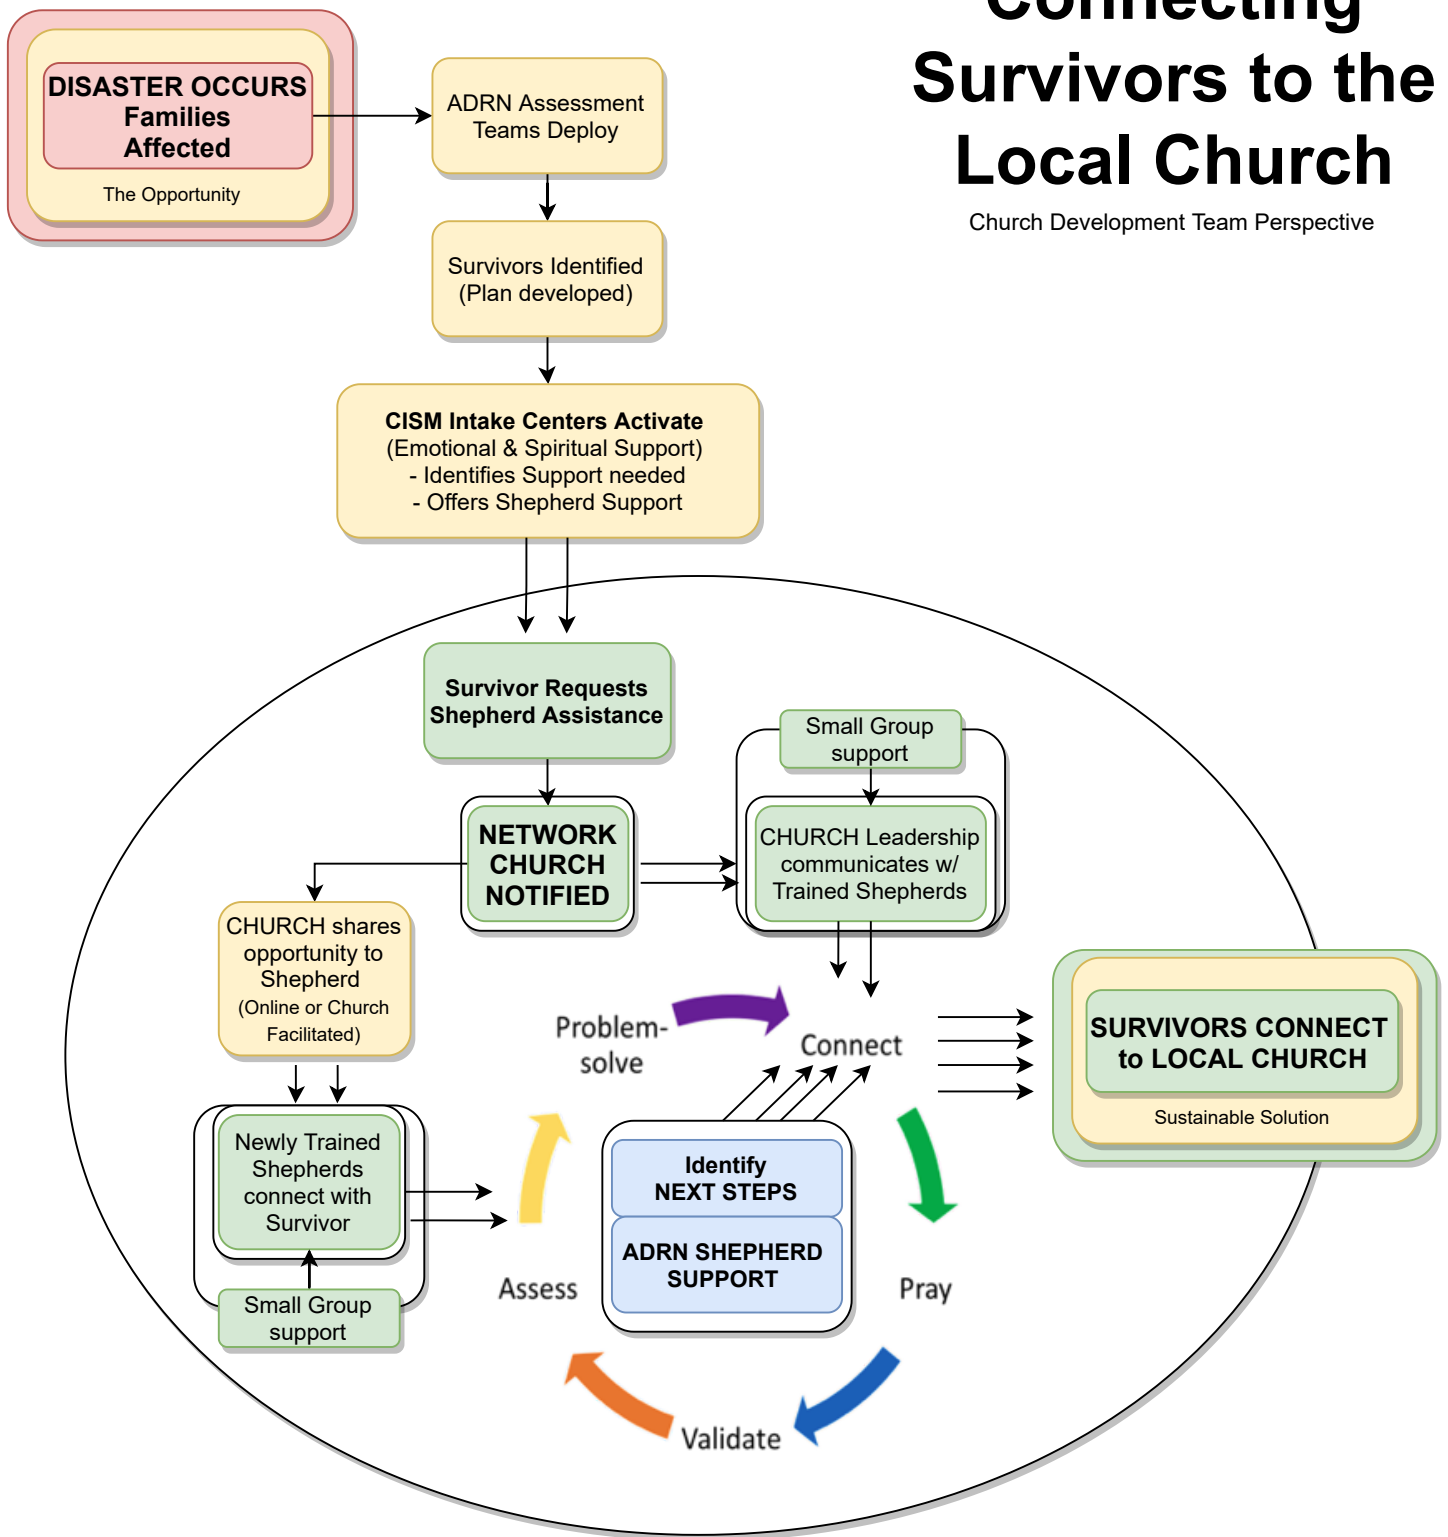 Connecting
Survivors to the
Local Church
Church Development Team Perspective
DISASTER OCCURS
Families
Affected
The Opportunity
ADRN Assessment
Teams Deploy
Survivors Identified
(Plan developed)
CISM Intake Centers Activate
(Emotional & Spiritual Support)
- Identifies Support needed
- Offers Shepherd Support
Survivor Requests
Shepherd Assistance
Small Group
support
NETWORK
CHURCH
NOTIFIED
CHURCH Leadership
communicates w/
Trained Shepherds
CHURCH shares
opportunity to
Shepherd
(Online or Church
Facilitated)
Problem-
solve
Connect
SURVIVORS CONNECT
to LOCAL CHURCH
Sustainable Solution
Newly Trained
Shepherds
connect with
Survivor
Identify
NEXT STEPS
ADRN SHEPHERD
SUPPORT
Assess
Pray
Small Group
support
Validate